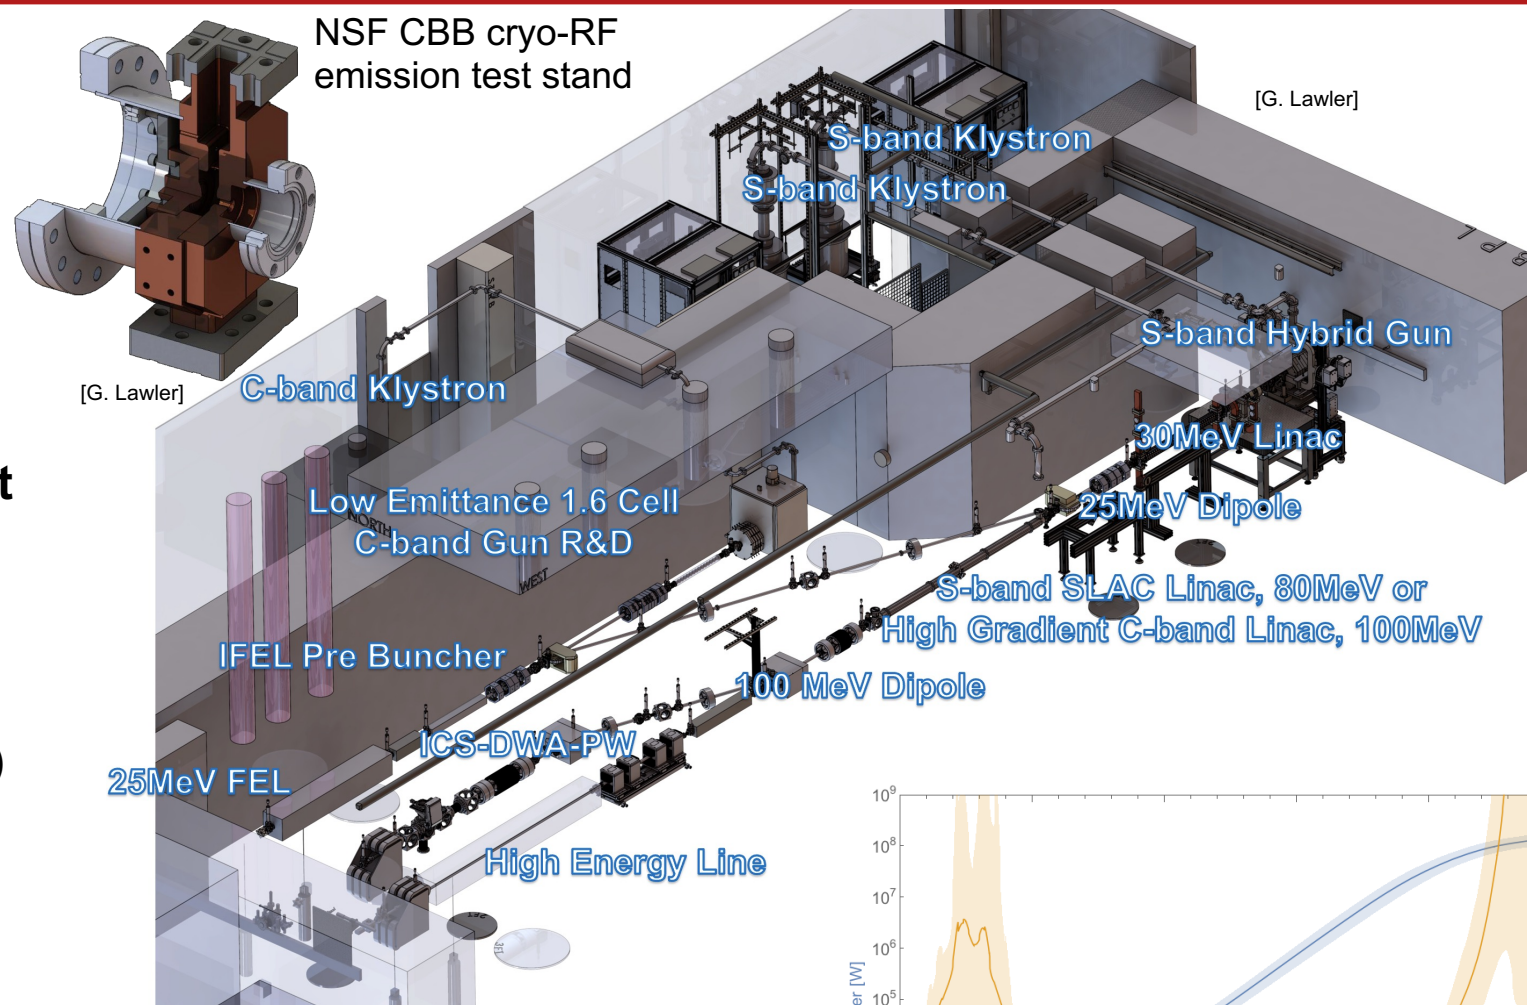 NSF CBB cryo-RF
emission test stand
[G. Lawler]
S-band Klystron
S-band Klystron
S-band Hybrid Gun
[G. Lawler]
C-band Klystron
30MeV Linac
t
Low Emittance 1.6 Cell
25MeV Dipole
NORTH
C-band Gun R&D
WEST
S-band SLAC Linac, 80MeV or
High Gradient C-band Linac, 100MeV
IFEL Pre Buncher
100 MeV Dipole
ICS-DWA-PW
)
25MeV FEL
High Energy Line
10⁹
10⁸
10⁷
10⁶
10⁵
[W]